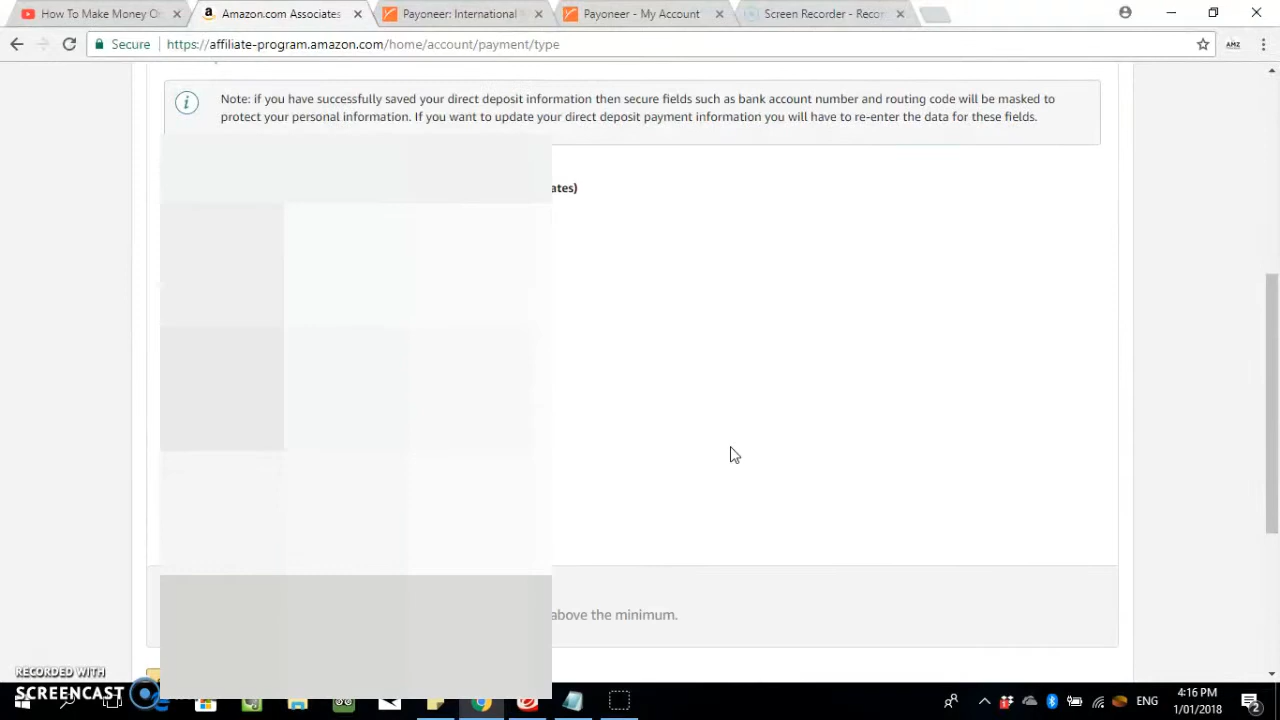 How To Make Money O
Amazon.com Associates
Payoneer: International
Payoneer - My Account
Screen Recorder - Recor
Secure
https://affiliate-program.amazon.com/home/account/payment/type
AMZ
Note: if you have successfully saved your direct deposit information then secure fields such as bank account number and routing code will be masked to
protect your personal information. If you want to update your direct deposit payment information you will have to re-enter the data for these fields.
ates)
above the minimum.
RECORDED WITH
SCREENCAST
ENG
4:16 PM
1/01/2018
2